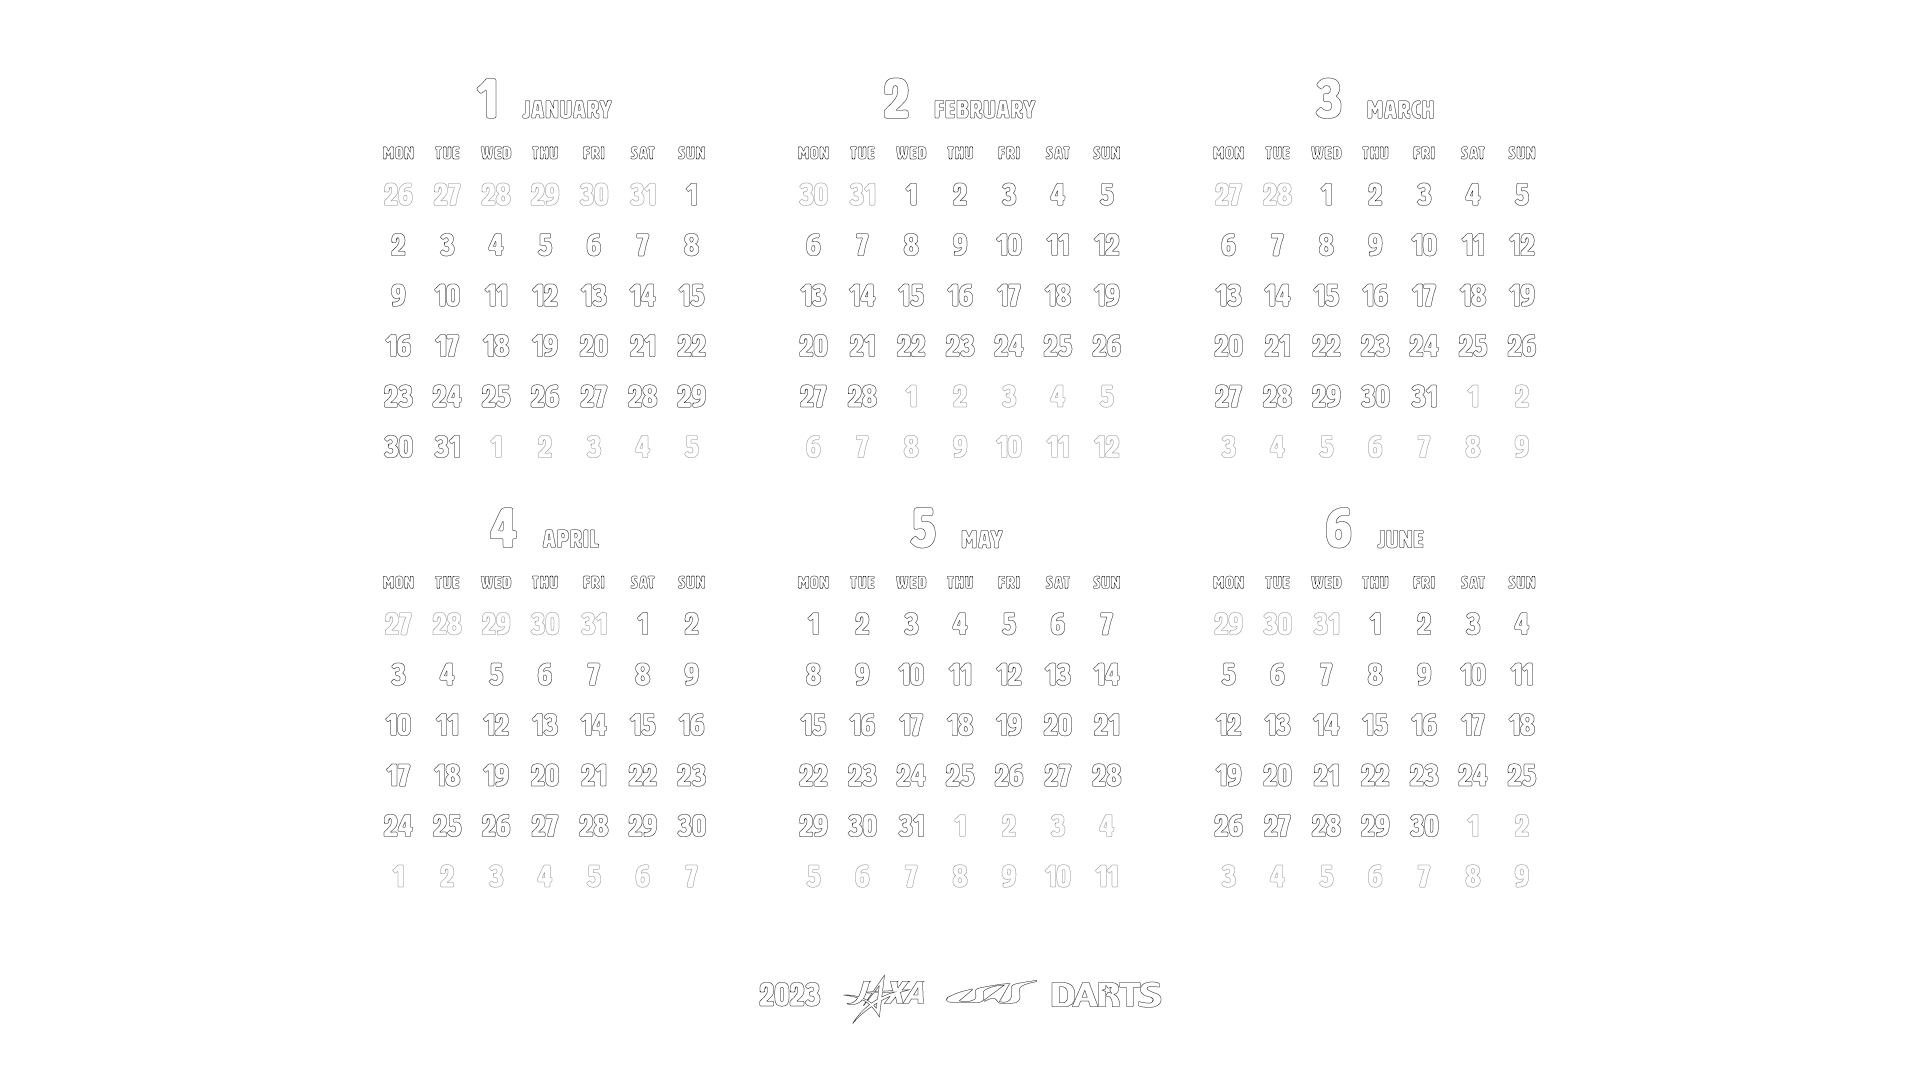 1 JANUARY
MON TUE WED THU FRI SAT SUN
26 27 28 29 30 31 1
2 3 4 5 6 7 8
9 10 11 12 13 14 15
16 17 18 19 20 21 22
23 24 25 26 27 28 29
30 31 1 2 3 4 5
2 FEBRUARY
MON TUE WED THU FRI SAT SUN
30 31 1 2 3 4 5
6 7 8 9 10 11 12
13 14 15 16 17 18 19
20 21 22 23 24 25 26
27 28 1 2 3 4 5
6 7 8 9 10 11 12
3 MARCH
MON TUE WED THU FRI SAT SUN
27 28 1 2 3 4 5
6 7 8 9 10 11 12
13 14 15 16 17 18 19
20 21 22 23 24 25 26
27 28 29 30 31 1 2
3 4 5 6 7 8 9
4 APRIL
MON TUE WED THU FRI SAT SUN
27 28 29 30 31 1 2
3 4 5 6 7 8 9
10 11 12 13 14 15 16
17 18 19 20 21 22 23
24 25 26 27 28 29 30
1 2 3 4 5 6 7
5 MAY
MON TUE WED THU FRI SAT SUN
1 2 3 4 5 6 7
8 9 10 11 12 13 14
15 16 17 18 19 20 21
22 23 24 25 26 27 28
29 30 31 1 2 3 4
5 6 7 8 9 10 11
6 JUNE
MON TUE WED THU FRI SAT SUN
29 30 31 1 2 3 4
5 6 7 8 9 10 11
12 13 14 15 16 17 18
19 20 21 22 23 24 25
26 27 28 29 30 1 2
3 4 5 6 7 8 9
2023 JAXA ISAS DARTS